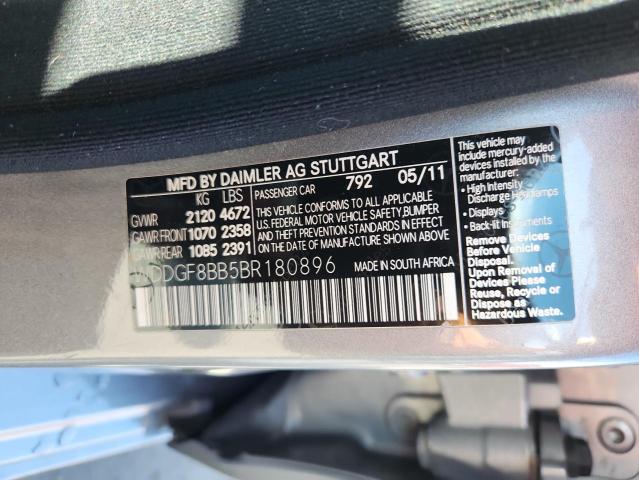 MFD BY DAIMLER AG STUTTGART
KG LBS
GVWR 2120 4672
GAWR FRONT 1070 2358
GAWR REAR 1085 2391
PASSENGER CAR 792 05/11
THIS VEHICLE CONFORMS TO ALL APPLICABLE
U.S. FEDERAL MOTOR VEHICLE SAFETY, BUMPER
AND THEFT PREVENTION STANDARDS
IN EFFECT ON THE DATE OF
MANUFACTURE SHOWN ABOVE.
DDGF8BB5BR180896
MADE IN SOUTH AFRICA
This vehicle may
include mercury-added
devices installed by the
manufacturer:
• High Intensity
Discharge Headlamps
• Displays
• Back-lit Instruments
Remove Devices
Before Vehicle
Disposal.
Upon Removal of
Devices Please
Reuse, Recycle or
Dispose as
Hazardous Waste.